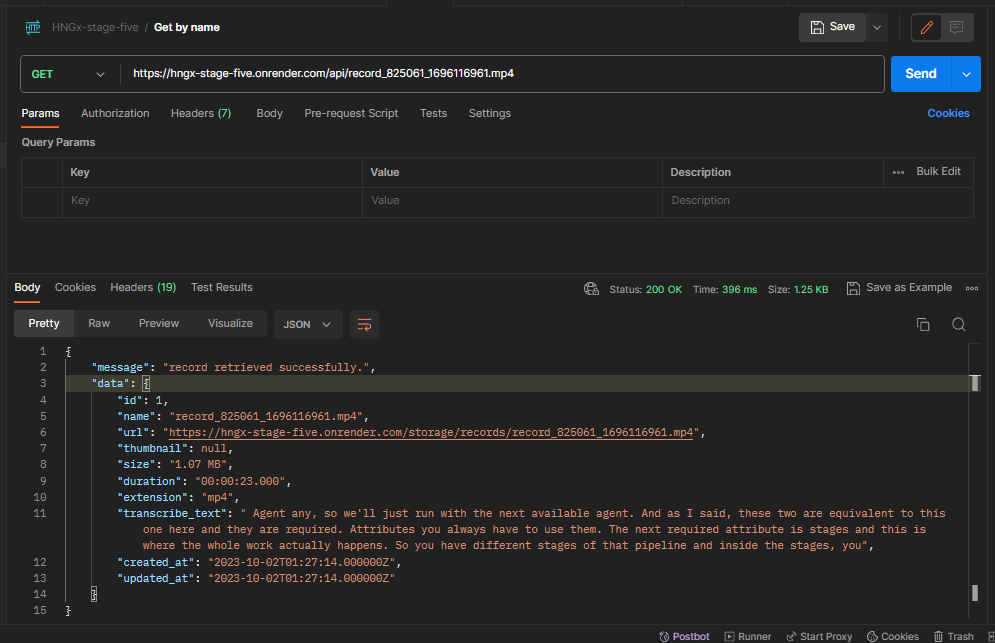 HTTP HNGx-stage-five / Get by name Save
GET https://hngx-stage-five.onrender.com/api/record_825061_1696116961.mp4 Send
Params Authorization Headers (7) Body Pre-request Script Tests Settings Cookies
Query Params
Key Value Description Bulk Edit
Key Value Description
Body Cookies Headers (19) Test Results Status: 200 OK Time: 396 ms Size: 1.25 KB Save as Example
Pretty Raw Preview Visualize JSON
1 {
2 "message": "record retrieved successfully.",
3 "data": {
4 "id": 1,
5 "name": "record_825061_1696116961.mp4",
6 "url": "https://hngx-stage-five.onrender.com/storage/records/record_825061_1696116961.mp4",
7 "thumbnail": null,
8 "size": "1.07 MB",
9 "duration": "00:00:23.000",
10 "extension": "mp4",
11 "transcribe_text": " Agent any, so we'll just run with the next available agent. And as I said, these two are equivalent to this
one here and they are required. Attributes you always have to use them. The next required attribute is stages and this is
where the whole work actually happens. So you have different stages of that pipeline and inside the stages, you",
12 "created_at": "2023-10-02T01:27:14.000000Z",
13 "updated_at": "2023-10-02T01:27:14.000000Z"
14 }
15 }
Postbot Runner Start Proxy Cookies Trash